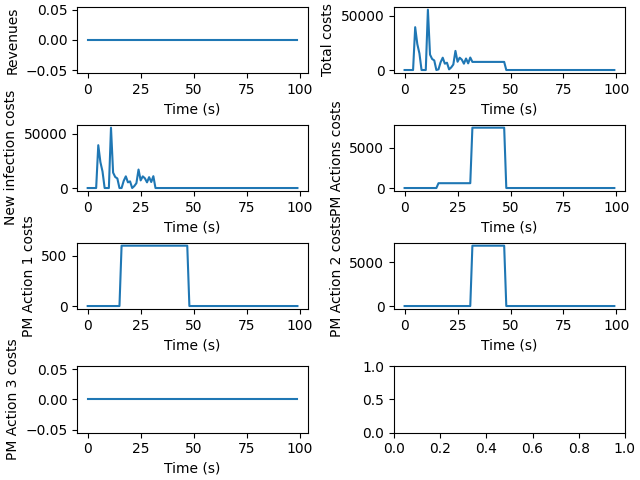 Revenues
0.05
0.00
−0.05
0 25 50 75 100
Time (s)
Total costs
50000
0
0 25 50 75 100
Time (s)
New infection costs
50000
0
0 25 50 75 100
Time (s)
PM Actions costs
5000
0
0 25 50 75 100
Time (s)
PM Action 1 costs
500
0
0 25 50 75 100
Time (s)
PM Action 2 costs
5000
0
0 25 50 75 100
Time (s)
PM Action 3 costs
0.05
0.00
−0.05
0 25 50 75 100
Time (s)
1.0
0.5
0.0
0.0 0.2 0.4 0.6 0.8 1.0